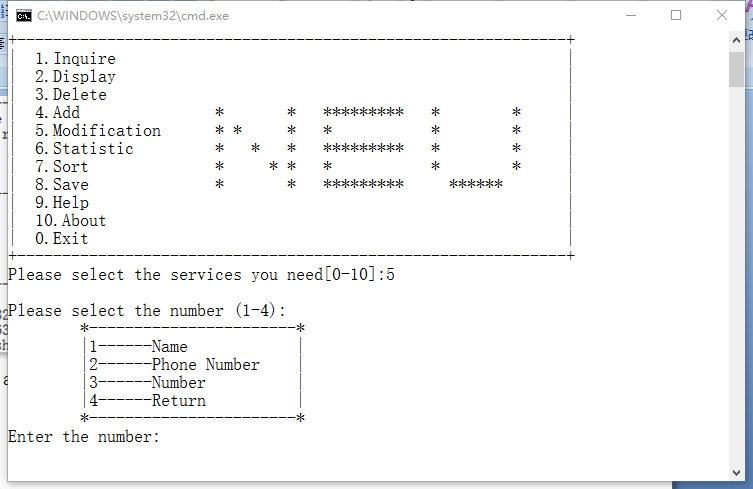 C:\WINDOWS\system32\cmd.exe
+-------------------------------------------------------------+
| 1.Inquire |
| 2.Display |
| 3.Delete |
| 4.Add * * ********* * * |
| 5.Modification * * * * * * |
| 6.Statistic * * * ********* * * |
| 7.Sort * * * * * * |
| 8.Save * * ********* ****** |
| 9.Help |
| 10.About |
| 0.Exit |
+-------------------------------------------------------------+
Please select the services you need[0-10]:5
Please select the number (1-4):
*-----------------------*
|1------Name |
|2------Phone Number |
|3------Number |
|4------Return |
*-----------------------*
Enter the number: